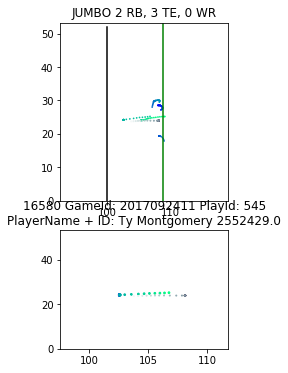 JUMBO 2 RB, 3 TE, 0 WR
50
40
30
20
10
0
100 110
16580 GameId: 2017092411 PlayId: 545
PlayerName + ID: Ty Montgomery 2552429.0
40
20
0
100 105 110